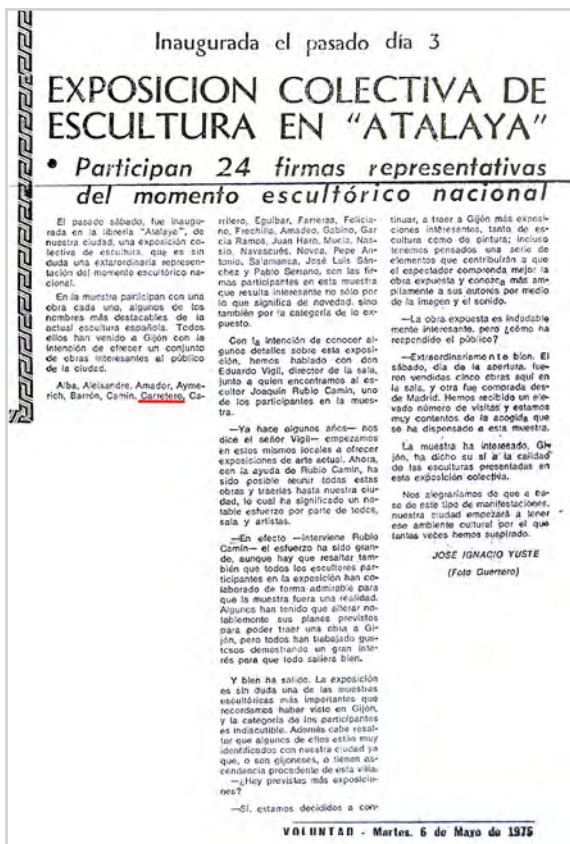 Inaugurada el pasado día 3
EXPOSICION COLECTIVA DE
ESCULTURA EN "ATALAYA"
• Participan 24 firmas representativas
del momento escultórico nacional
El pasado sábado, fue inaugu-
rada en la librería "Atalaya", de
nuestra ciudad, una exposición co-
lectiva de escultura, que es sin
duda una extarordinaria represen-
tación del momento escultórico na-
cional.
En la muestra participan con una
obra cada uno, algunos de los
nombres más destacables de la
actual escultura española. Todos
ellos han venido a Gijón con la
intención de ofrecer un conjunto
de obras interesantes al público
de la ciudad.
Alba, Aleixandre, Amador, Ayme-
rich, Barrón, Camín, Carretero, Ca-
rrilero, Eguibar, Farreras, Felicia-
no, Frechilla, Amadeo, Gabino, Gar
cía Ramos, Juan Haro, Mucia, Nas-
sio, Navascués, Novoa, Pepe An-
tonio, Salamanca, José Luis Sán-
chez y Pablo Serrano, son las fir-
mas participantes en esta muestra
que resulta interesante no sólo por
lo que significa de novedad, sino
también por la categoría de lo ex-
puesto.
Con la intención de conocer al-
gunos detalles sobre esta exposi-
ción, hemos hablado con don
Eduardo Vigil, director de la sala,
junto a quien encontramos al es-
cultor Joaquín Rubio Camín, uno
de los participantes en la mues-
tra.
—Ya hace algunos años— nos
dice el señor Vigil— empezamos
en estos mismos locales a ofrecer
exposiciones de arte actual. Ahora,
con la ayuda de Rubio Camín, ha
sido posible reunir todas estas
obras y traerlas hasta nuestra ciu-
dad, lo cual ha significado un no-
table esfuerzo por parte de todos,
sala y artistas.
—En efecto —interviene Rubio
Camín— el esfuerzo ha sido gran-
de, aunque hay que resaltar tam-
bién que todos los escultores par-
ticipantes en la exposición han co-
laborado de forma admirable para
que la muestra fuera una realidad.
Algunos han tenido que alterar no-
tablemente sus planes previstos
para poder traer una obra a Gi-
jón, pero todos han trabajado gus-
tosos demostrando un gran inte-
rés para que todo saliera bien.
Y bien ha salido. La exposición
es sin duda una de las muestras
escultóricas más importantes que
recordamos haber visto en Gijón,
y la categoría de los participantes
es indiscutible. Además cabe resal-
tar que algunos de ellos están muy
identificados con nuestra ciudad ya
que, o son gijoneses, o tienen as-
cendencia procedente de esta villa.
—¿Hay previstas más exposicio-
nes?
—Sí, estamos decididos a con-
tinuar, a traer a Gijón más exposi-
ciones interesantes, tanto de es-
cultura como de pintura; incluso
tenemos pensados una serie de
elementos que contribuirán a que
el espectador comprenda mejor la
obra expuesta y conozca más am-
pliamente a sus autores por medio
de la imagen y el sonido.
—La obra expuesta es indudable
mente interesante, pero ¿cómo ha
respondido el público?
—Extraordinariamente bien. El
sábado, día de la apertura, fue-
ron vendidas cinco obras aquí en
la sala, y otra fue comprada des-
de Madrid. Hemos recibido un ele-
vado número de visitas y estamos
muy contentos de la acogida que
se ha dispensado a esta muestra.
La muestra ha interesado, Gi-
jón, ha dicho su sí a la calidad
de las esculturas presentadas en
esta exposición colectiva.
Nos alegraríamos de que a ba-
se de este tipo de manifestaciones,
nuestra ciudad empezará a tener
ese ambiente cultural por el que
tantas veces hemos suspirado.
JOSE IGNACIO YUSTE
(Foto Guerrero)
VOLUNTAD - Martes, 6 de Mayo de 1975